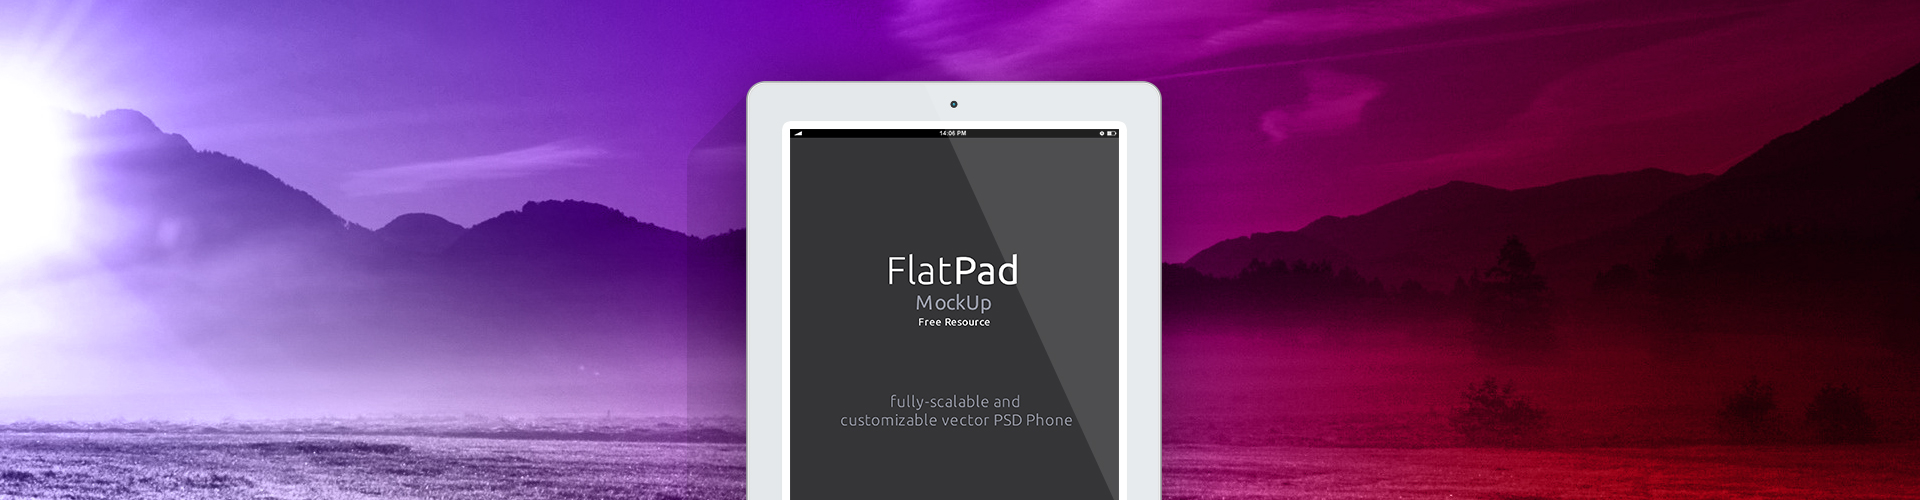 14:06 PM
FlatPad
MockUp
Free Resource
fully-scalable and
customizable vector PSD Phone